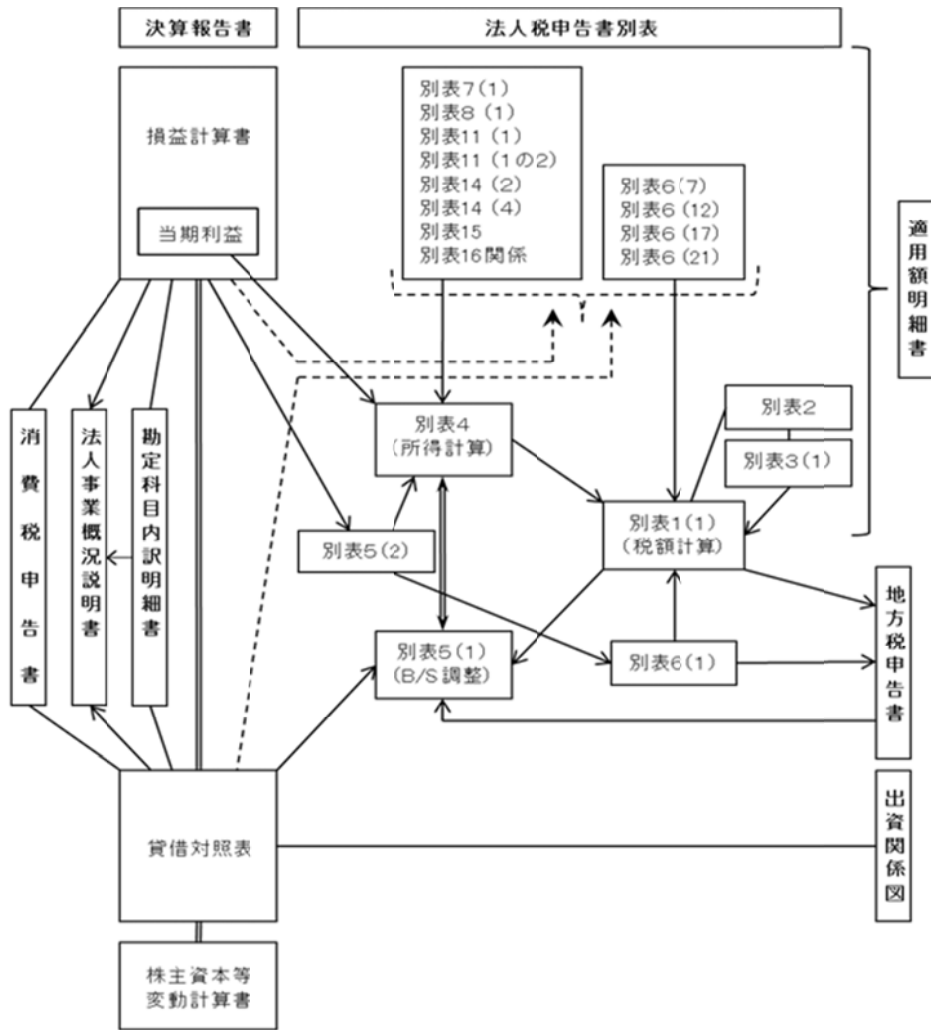 決算報告書
法人税申告書別表
損益計算書
当期利益
別表7(1)
別表8(1)
別表11(1)
別表11(1の2)
別表14(2)
別表14(4)
別表15
別表16関係
別表6(7)
別表6(12)
別表6(17)
別表6(21)
適用額明細書
消費税申告書
法人事業概況説明書
勘定科目内訳明細書
別表4
(所得計算)
別表2
別表3(1)
別表5(2)
別表1(1)
(税額計算)
別表5(1)
(B/S調整)
別表6(1)
地方税申告書
貸借対照表
出資関係図
株主資本等
変動計算書